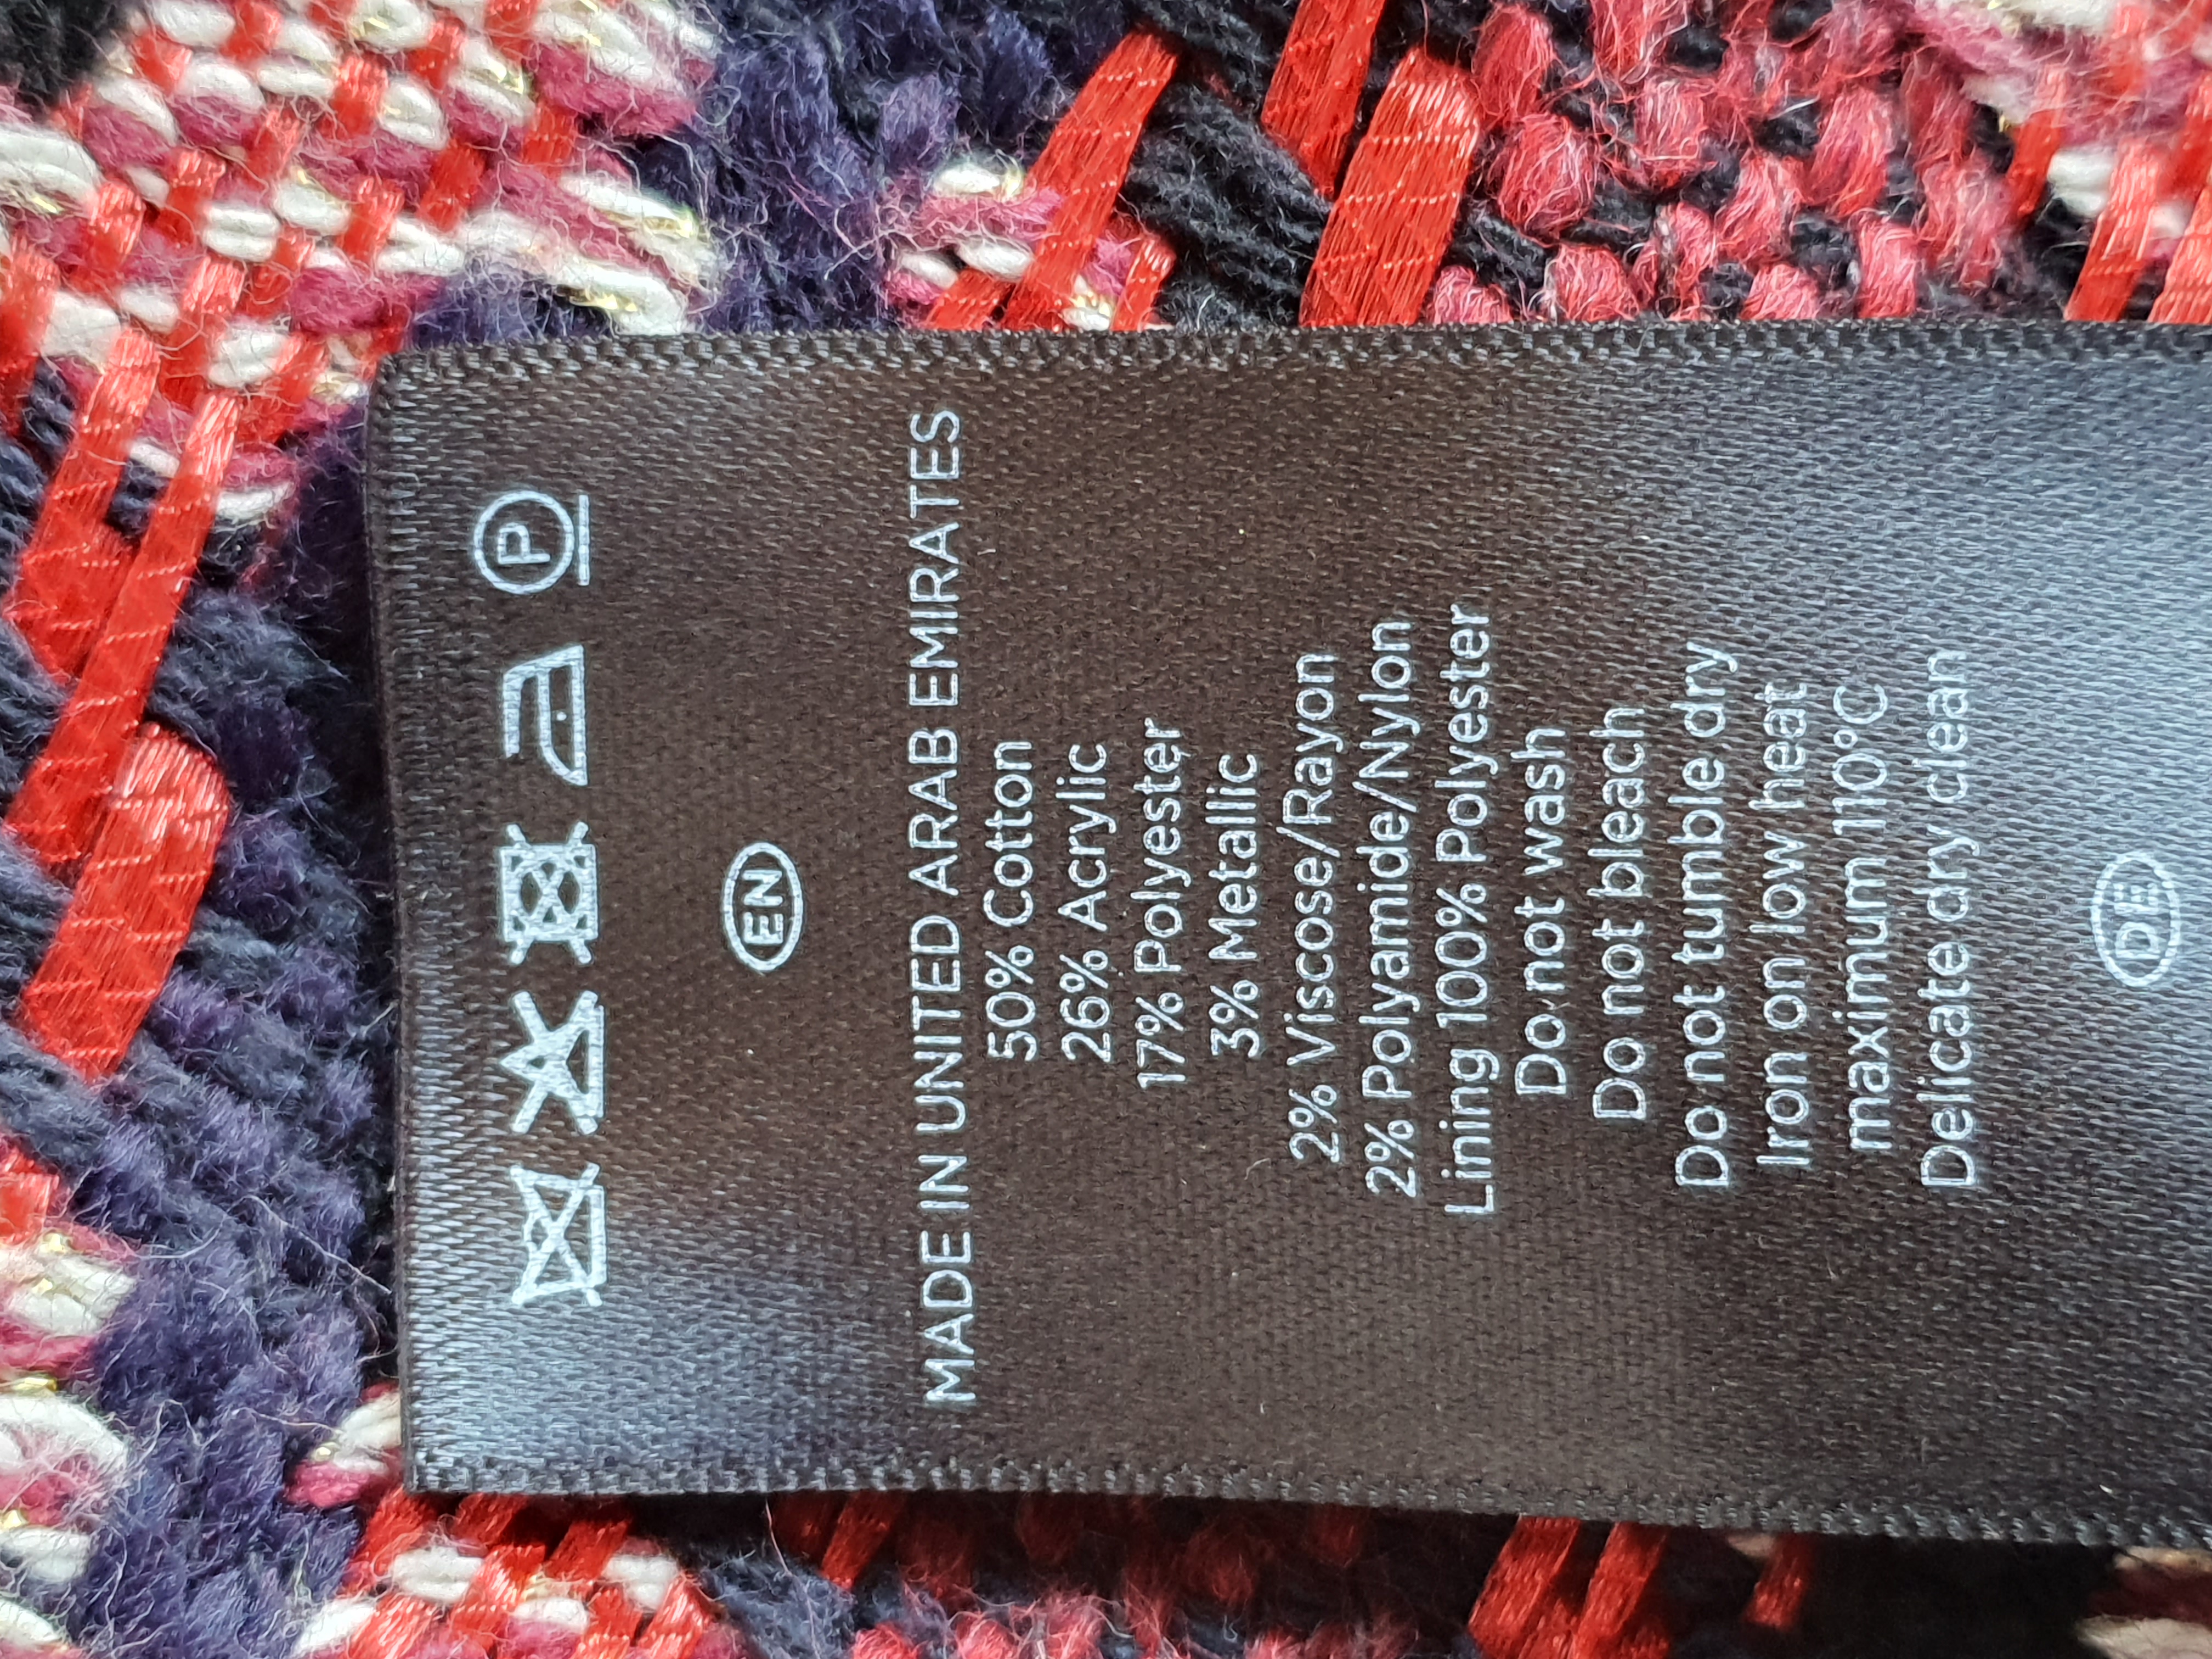 P
EN
MADE IN UNITED ARAB EMIRATES
50% Cotton
26% Acrylic
17% Polyester
3% Metallic
2% Viscose/Rayon
2% Polyamide/Nylon
Lining 100% Polyester
Do not wash
Do not bleach
Do not tumble dry
Iron on low heat
maximum 110°C
Delicate dry clean
DE